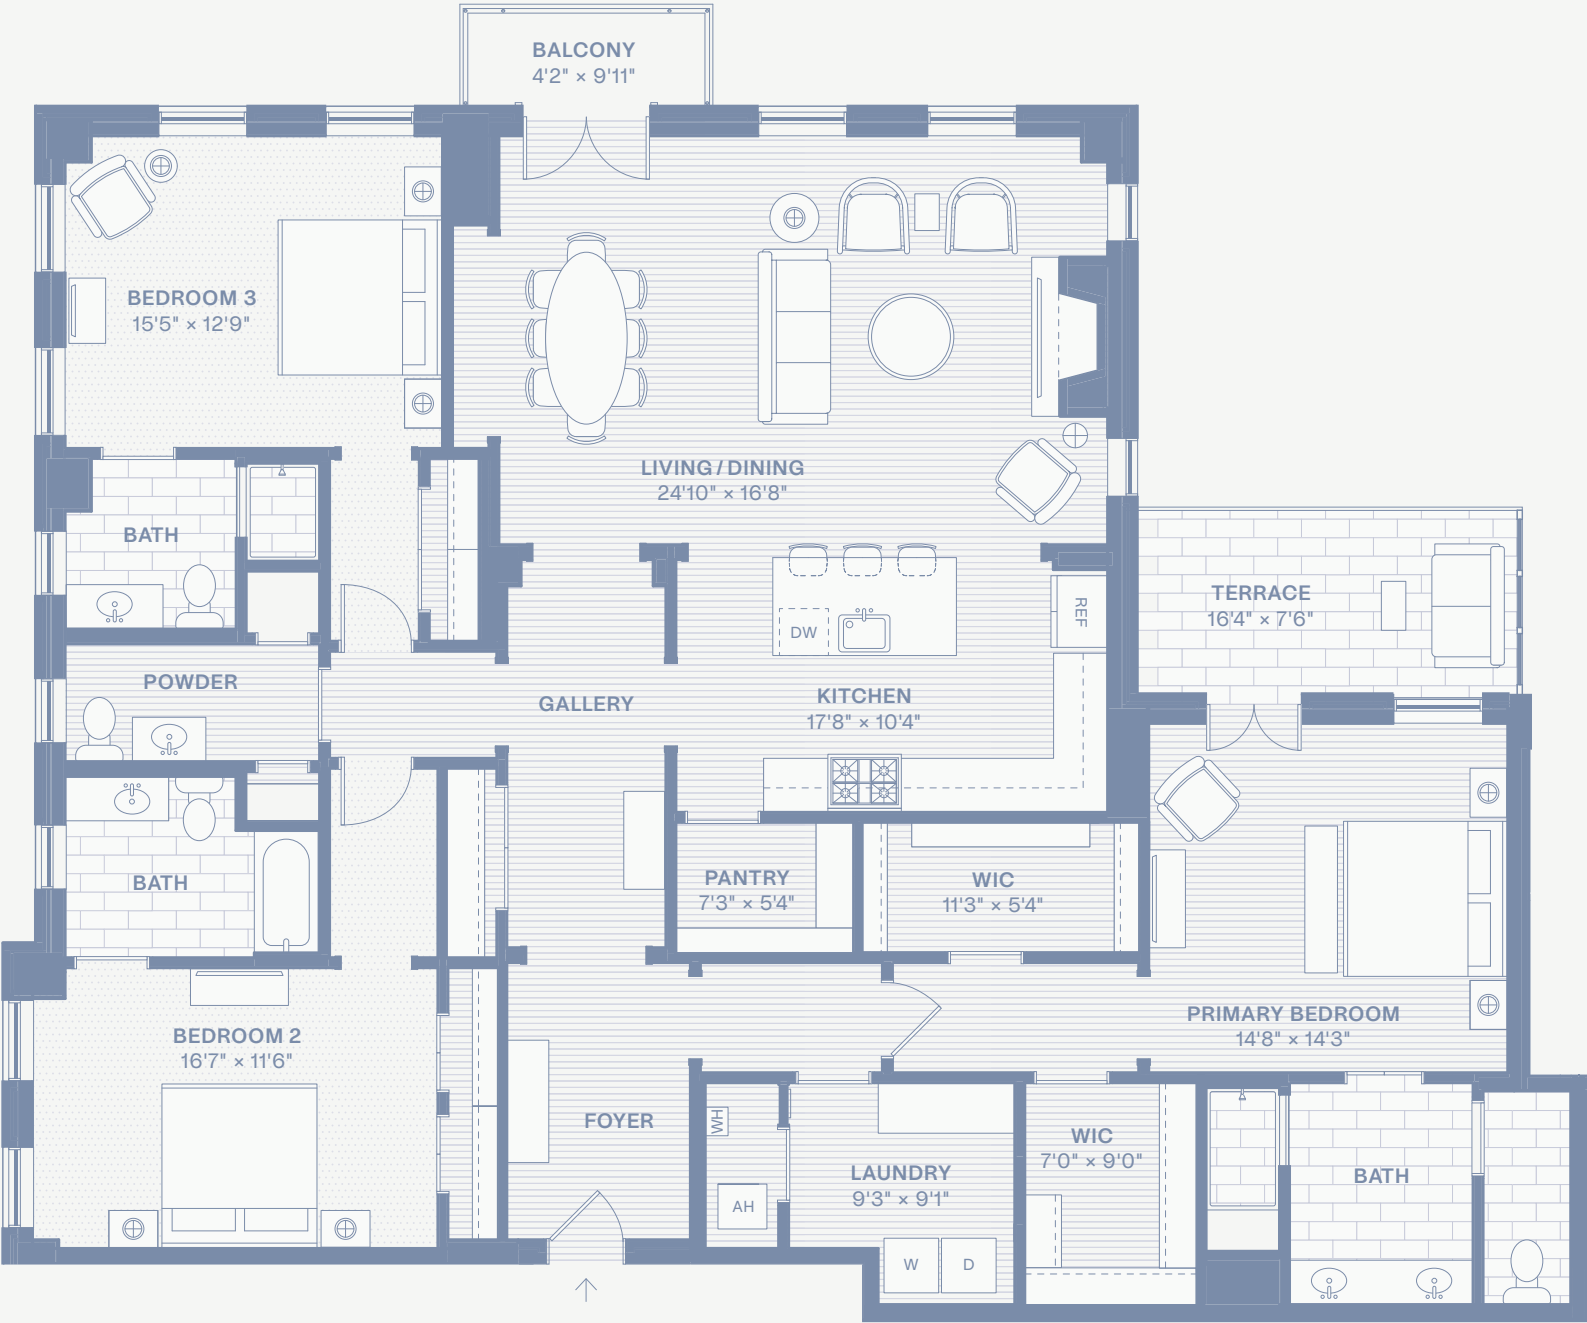 BALCONY
4'2" × 9'11"
BEDROOM 3
15'5" × 12'9"
LIVING/DINING
24'10" × 16'8"
BATH
TERRACE
16'4" × 7'6"
REF
DW
POWDER
GALLERY
KITCHEN
17'8" × 10'4"
BATH
PANTRY
7'3" × 5'4"
WIC
11'3" × 5'4"
PRIMARY BEDROOM
14'8" × 14'3"
BEDROOM 2
16'7" × 11'6"
FOYER
WH
AH
LAUNDRY
9'3" × 9'1"
WIC
7'0" × 9'0"
BATH
W
D